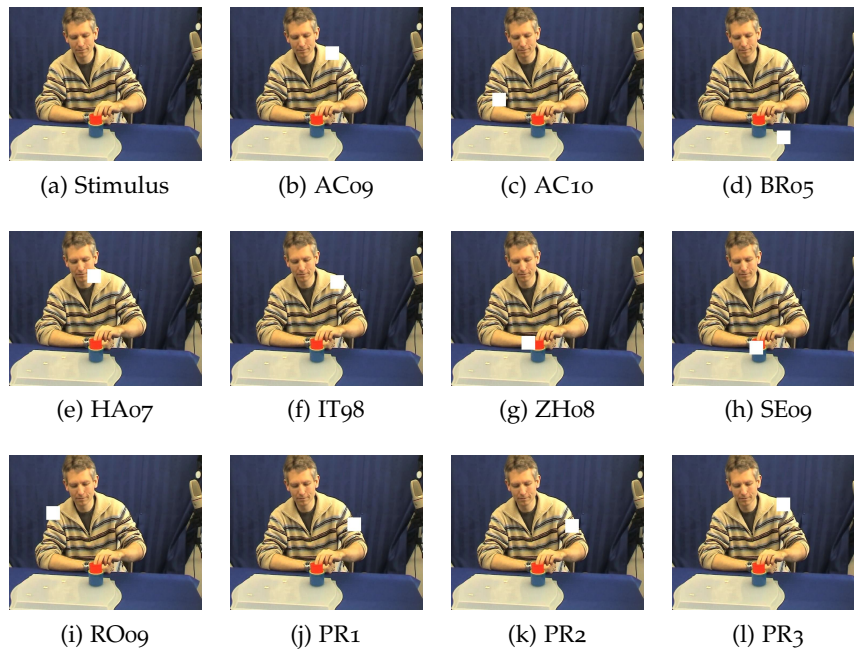 (a) Stimulus (b) AC09 (c) AC10 (d) BR05
(e) HA07 (f) IT98 (g) ZH08 (h) SE09
(i) RO09 (j) PR1 (k) PR2 (l) PR3